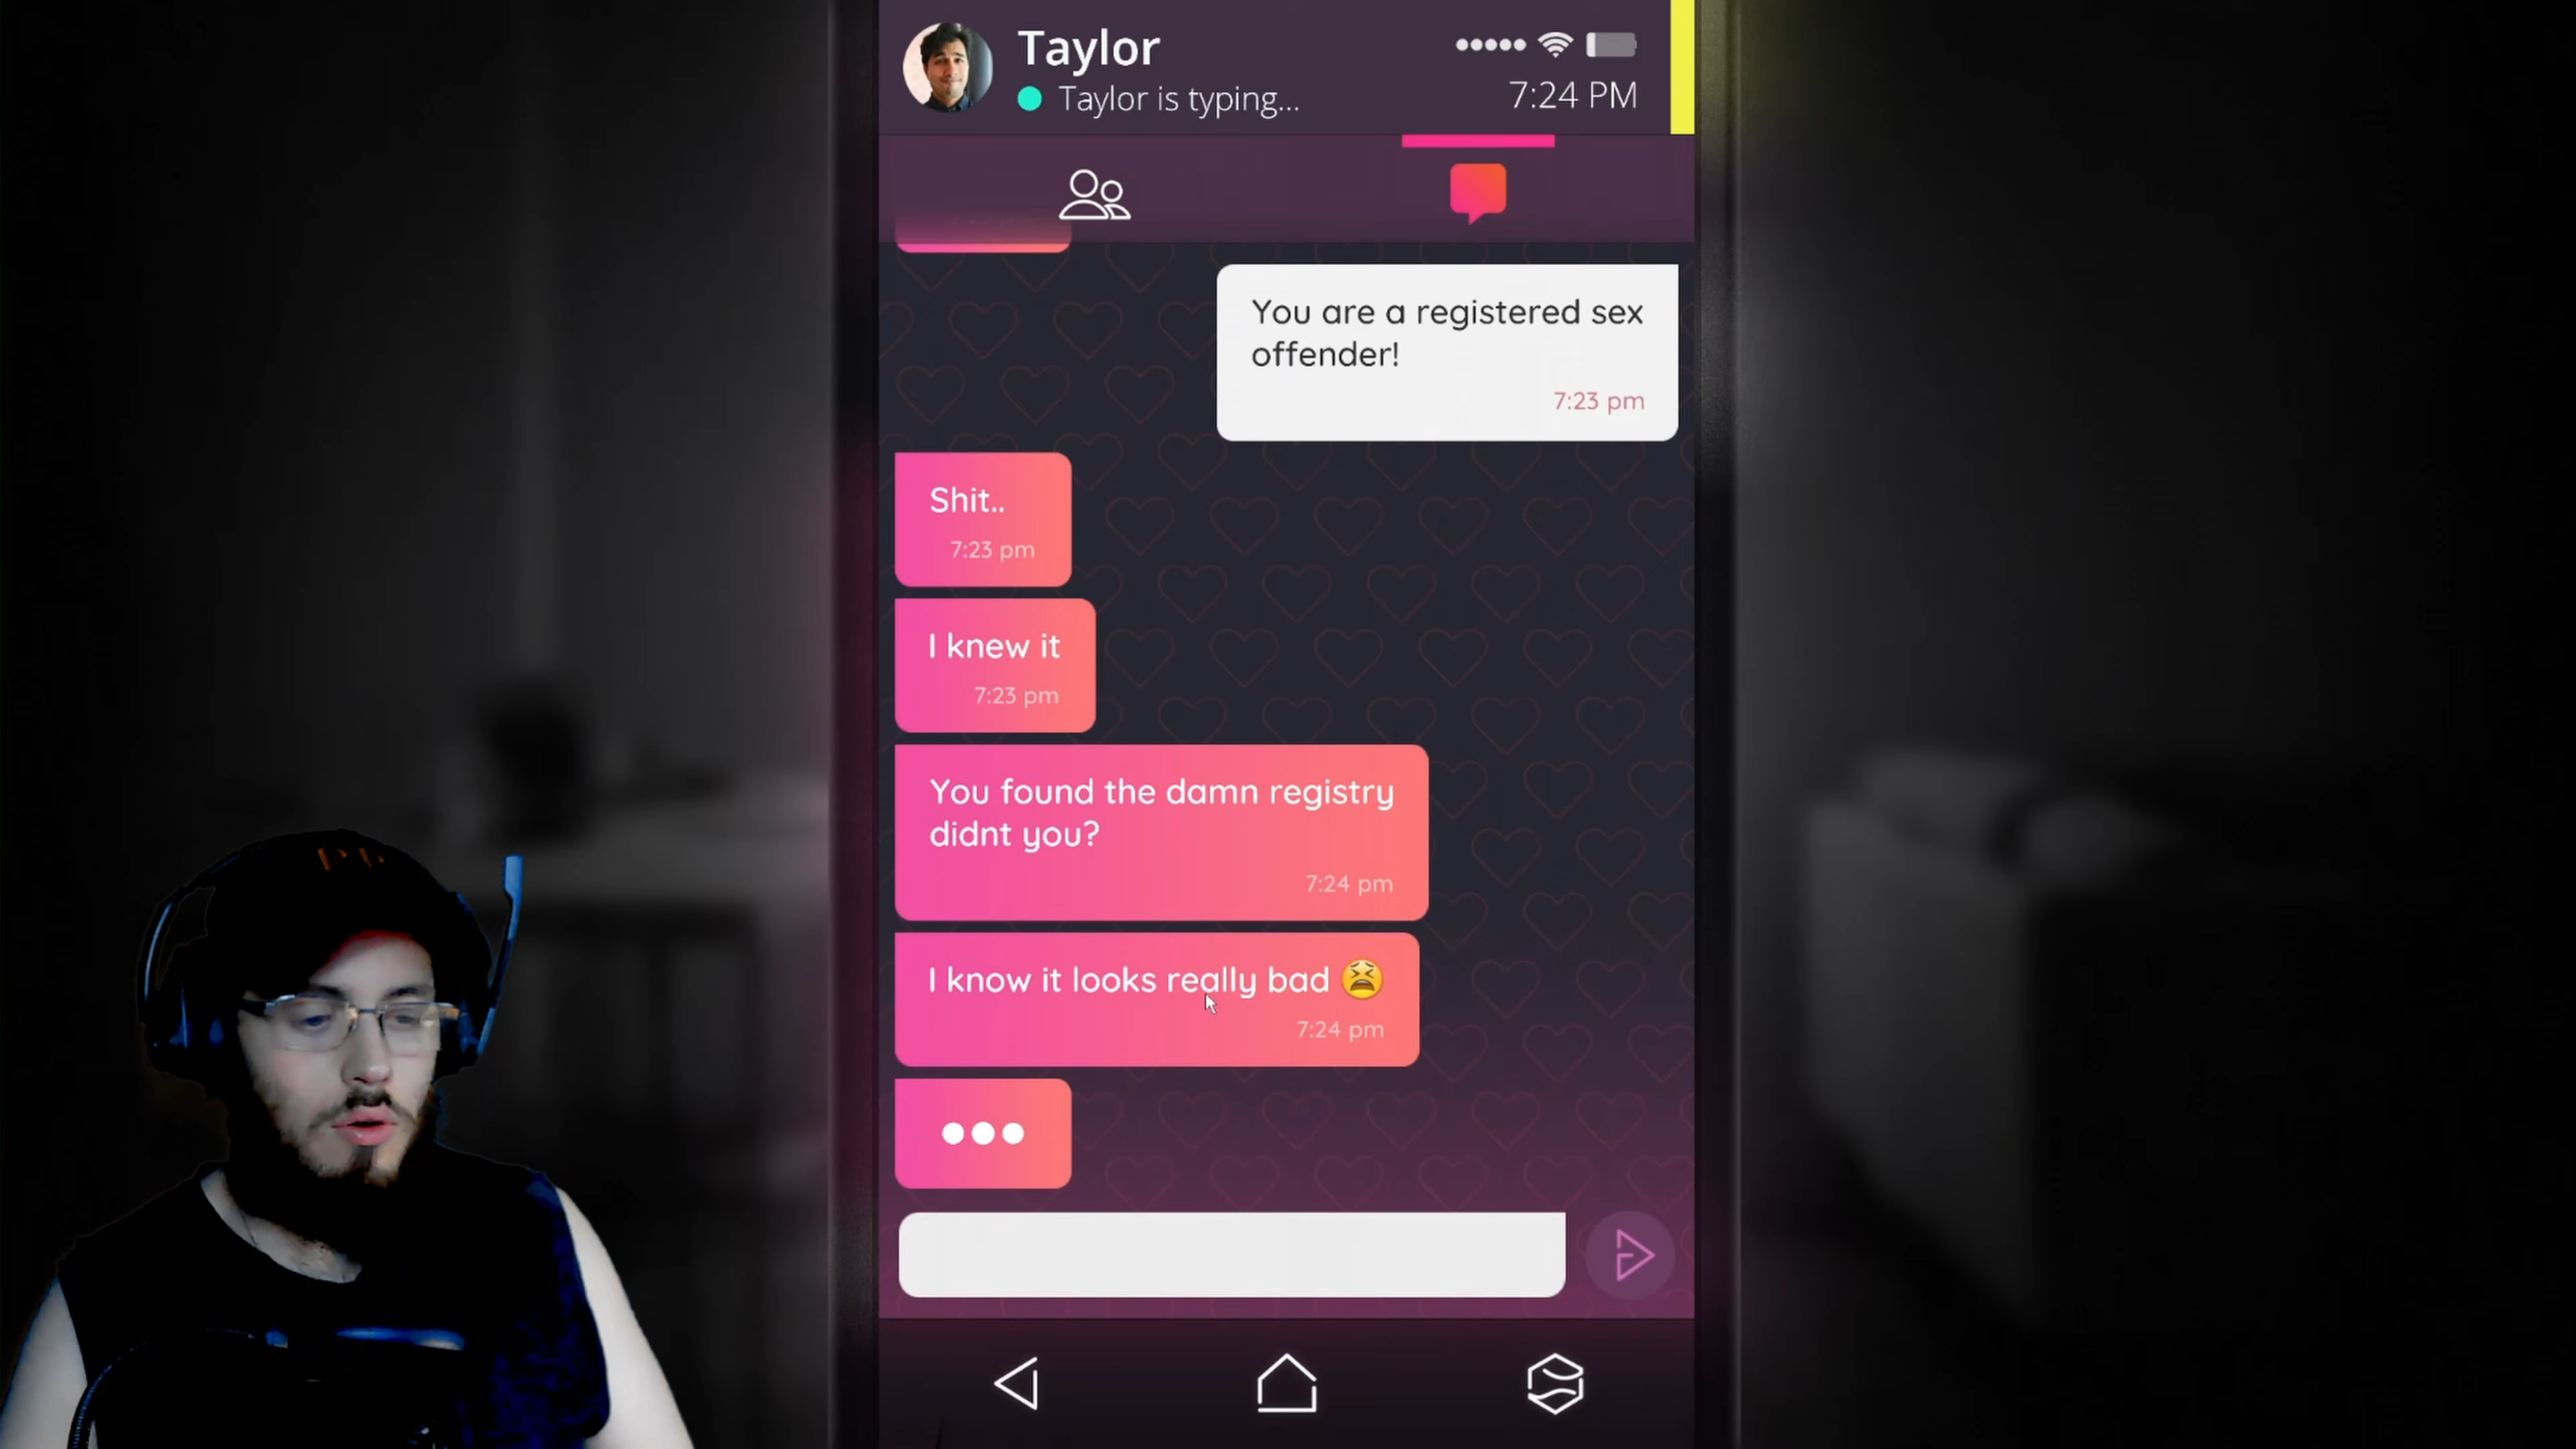 Taylor
Taylor is typing...
7:24 PM
You are a registered sex
offender!
7:23 pm
Shit..
7:23 pm
I knew it
7:23 pm
You found the damn registry
didnt you?
7:24 pm
I know it looks really bad 😫
7:24 pm